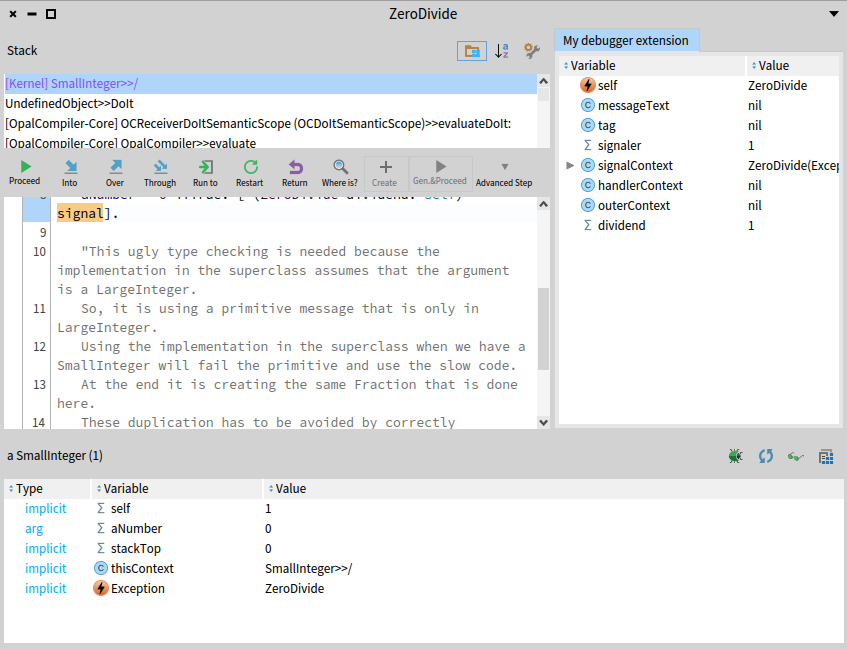 ZeroDivide
Stack
[Kernel] SmallInteger>>/
UndefinedObject>>DoIt
[OpalCompiler-Core] OCReceiverDoItSemanticScope (OCDoItSemanticScope)>>evaluateDoIt:
[OpalCompiler-Core] OpalCompiler>>evaluate
Proceed Into Over Through Run to Restart Return Where is? Create Gen.&Proceed Advanced Step
signal].
9
10 "This ugly type checking is needed because the
implementation in the superclass assumes that the argument
is a LargeInteger.
11 So, it is using a primitive message that is only in
LargeInteger.
12 Using the implementation in the superclass when we have a
SmallInteger will fail the primitive and use the slow code.
13 At the end it is creating the same Fraction that is done
here.
14 These duplication has to be avoided by correctly
My debugger extension
Variable Value
self ZeroDivide
messageText nil
tag nil
signaler 1
signalContext ZeroDivide(Excep
handlerContext nil
outerContext nil
dividend 1
a SmallInteger (1)
Type Variable Value
implicit self 1
arg aNumber 0
implicit stackTop 0
implicit thisContext SmallInteger>>/
implicit Exception ZeroDivide